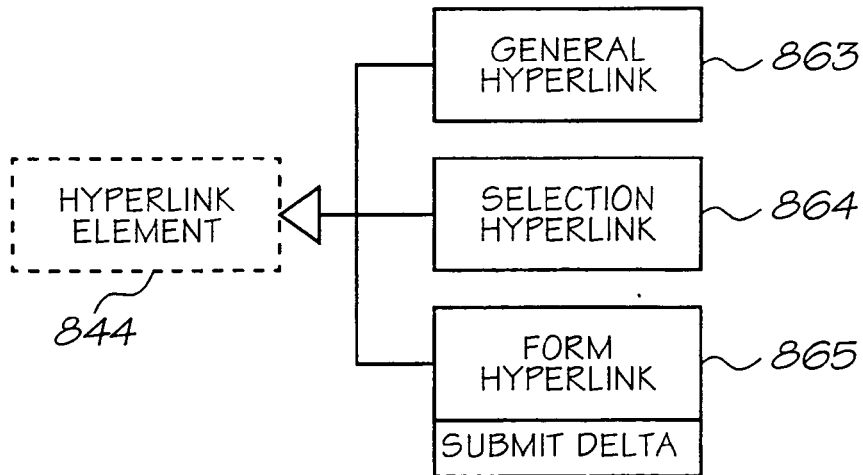 GENERAL
HYPERLINK
863
HYPERLINK
ELEMENT
844
SELECTION
HYPERLINK
864
FORM
HYPERLINK
865
SUBMIT DELTA